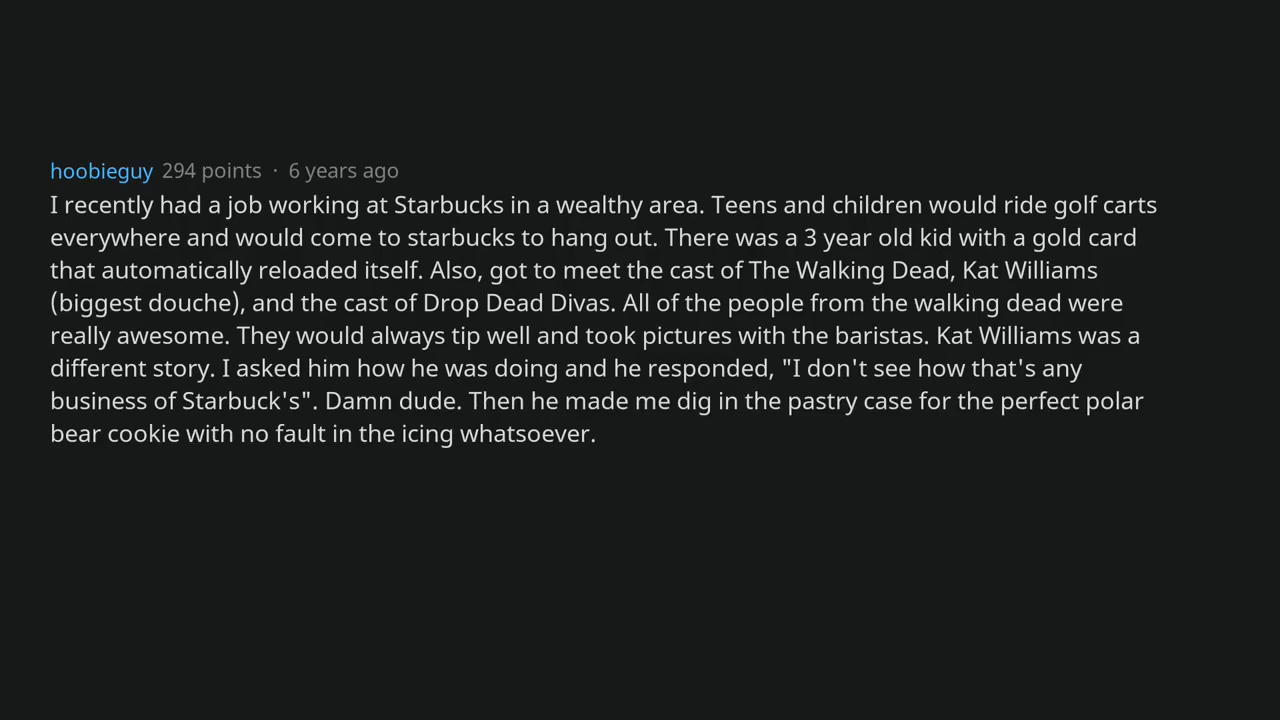 hoobieguy 294 points · 6 years ago
I recently had a job working at Starbucks in a wealthy area. Teens and children would ride golf carts
everywhere and would come to starbucks to hang out. There was a 3 year old kid with a gold card
that automatically reloaded itself. Also, got to meet the cast of The Walking Dead, Kat Williams
(biggest douche), and the cast of Drop Dead Divas. All of the people from the walking dead were
really awesome. They would always tip well and took pictures with the baristas. Kat Williams was a
different story. I asked him how he was doing and he responded, "I don't see how that's any
business of Starbuck's". Damn dude. Then he made me dig in the pastry case for the perfect polar
bear cookie with no fault in the icing whatsoever.